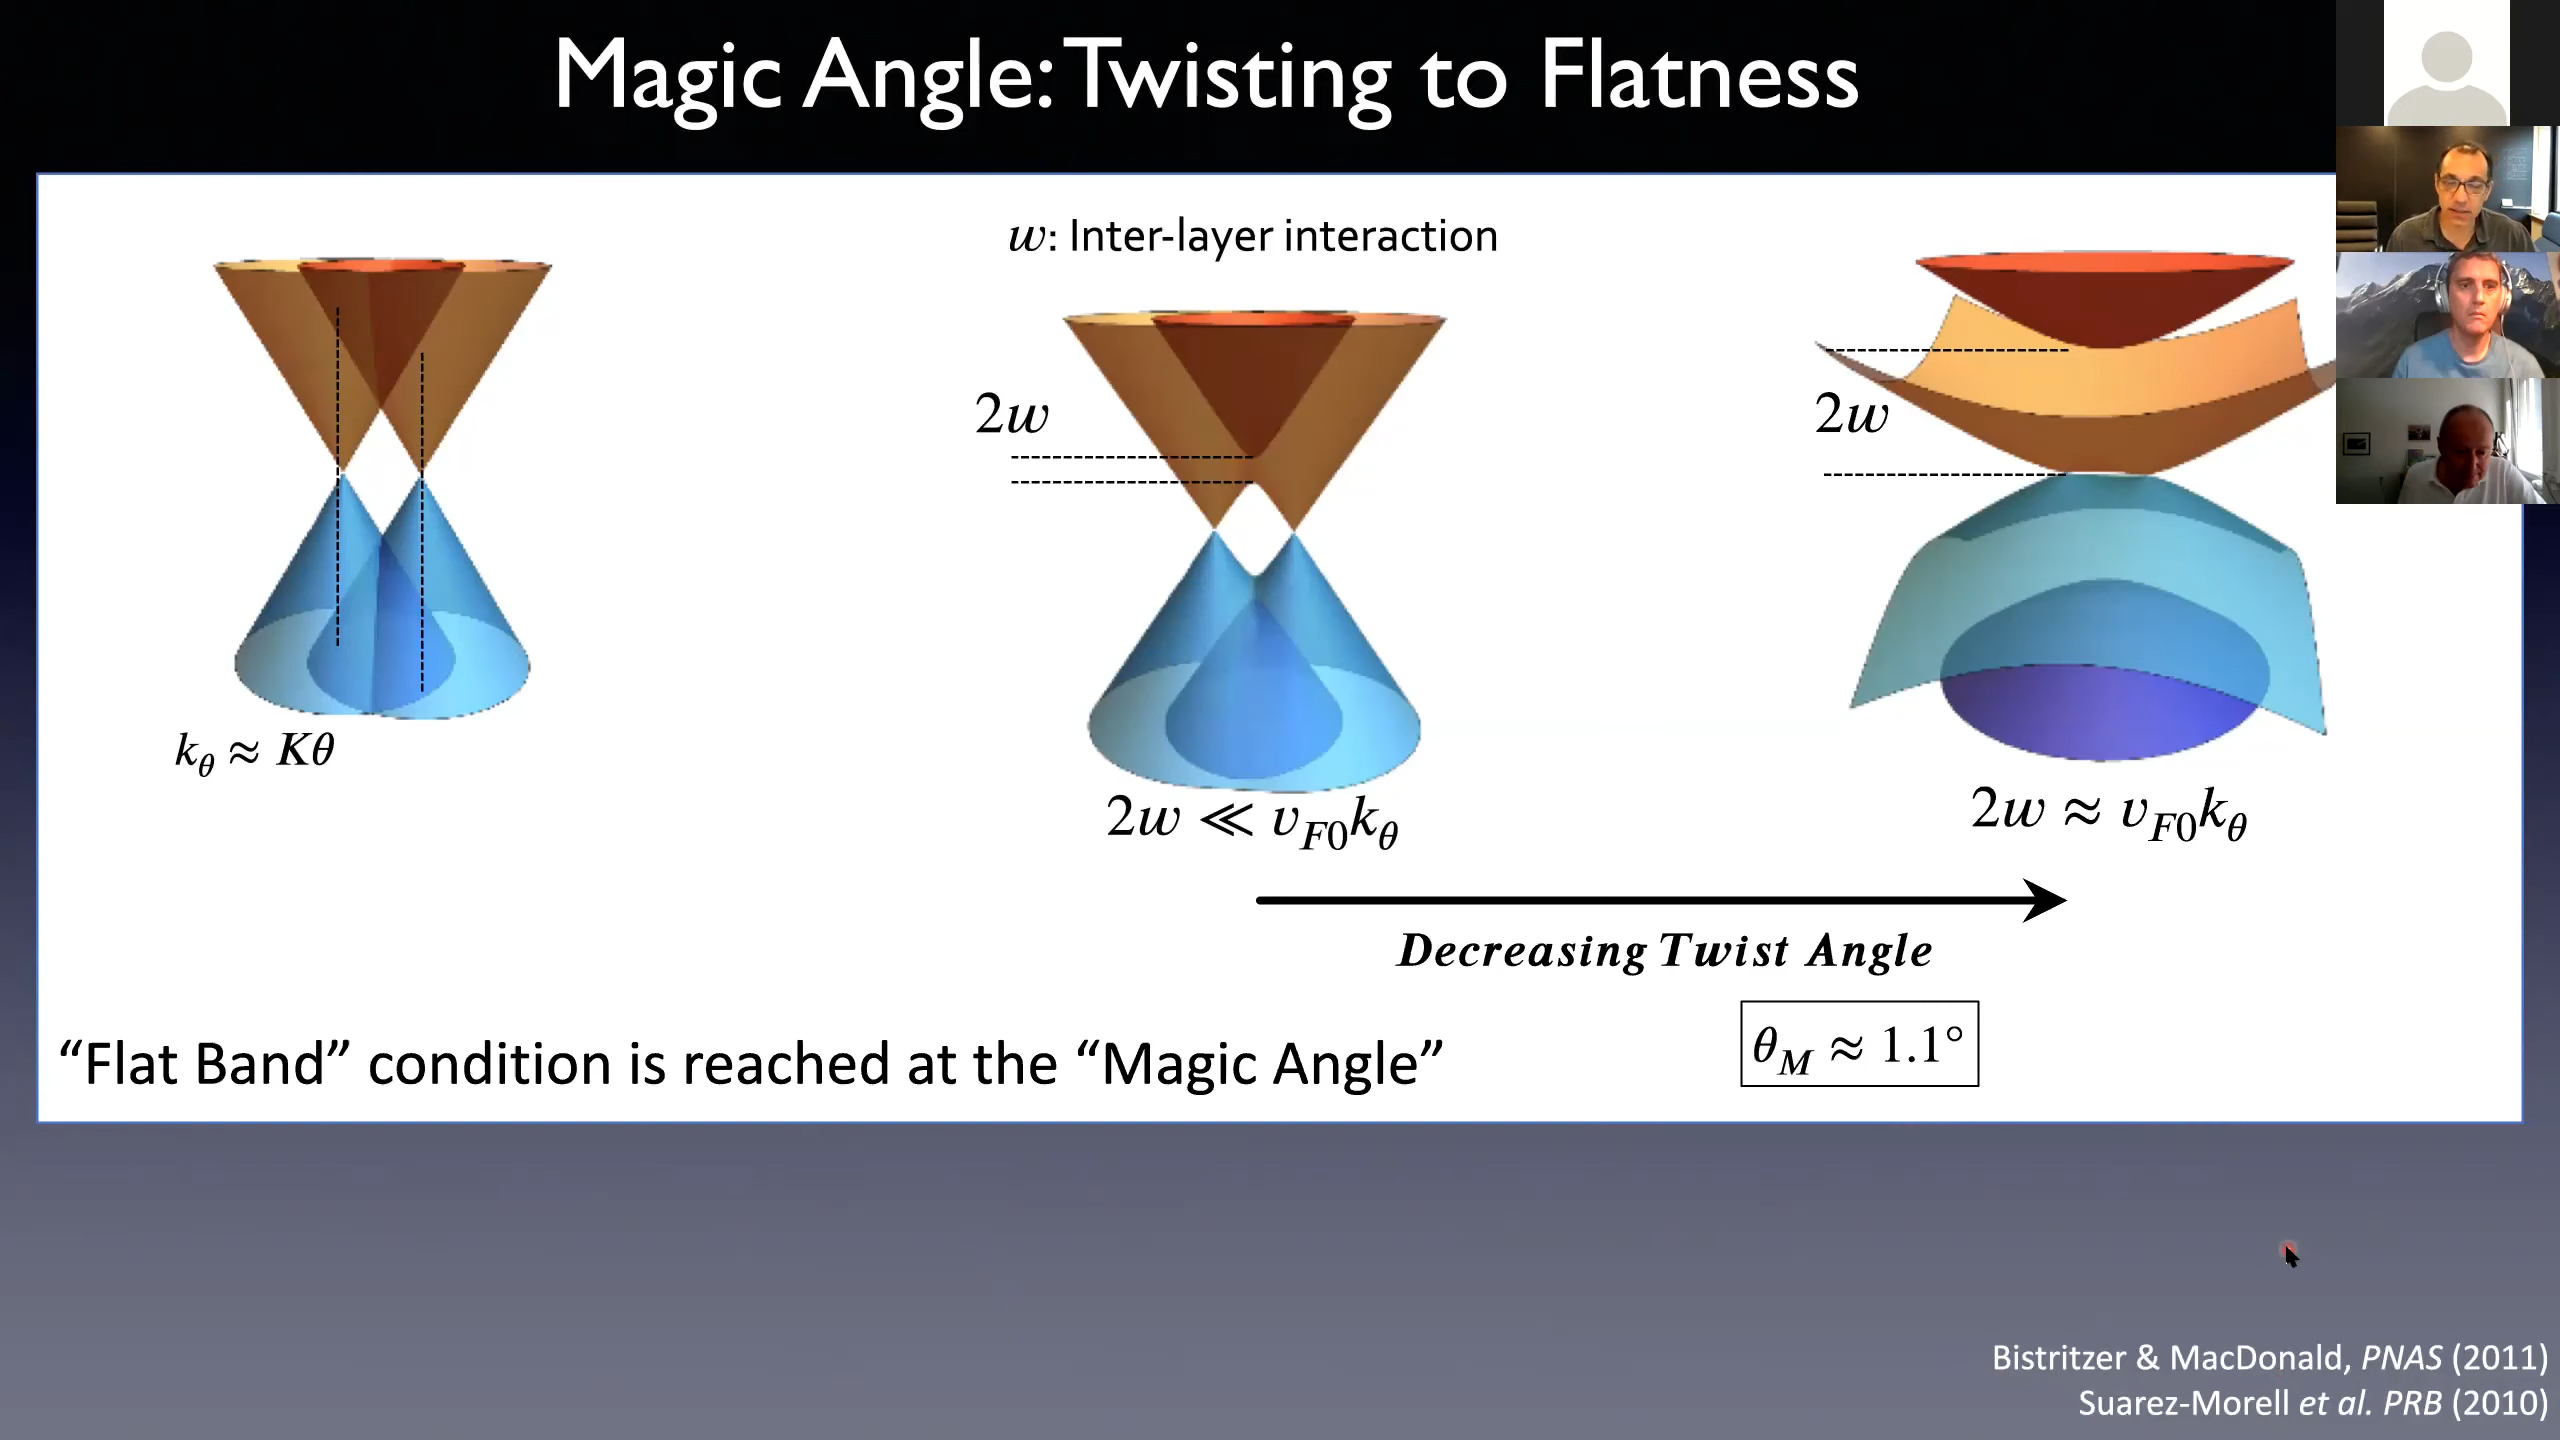 Magic Angle: Twisting to Flatness
w: Inter-layer interaction
2w
2w
k_θ ≈ Kθ
2w ≪ v_F0 k_θ
2w ≈ v_F0 k_θ
Decreasing Twist Angle
“Flat Band” condition is reached at the “Magic Angle”
θ_M ≈ 1.1°
Bistritzer & MacDonald, PNAS (2011)
Suarez-Morell et al. PRB (2010)